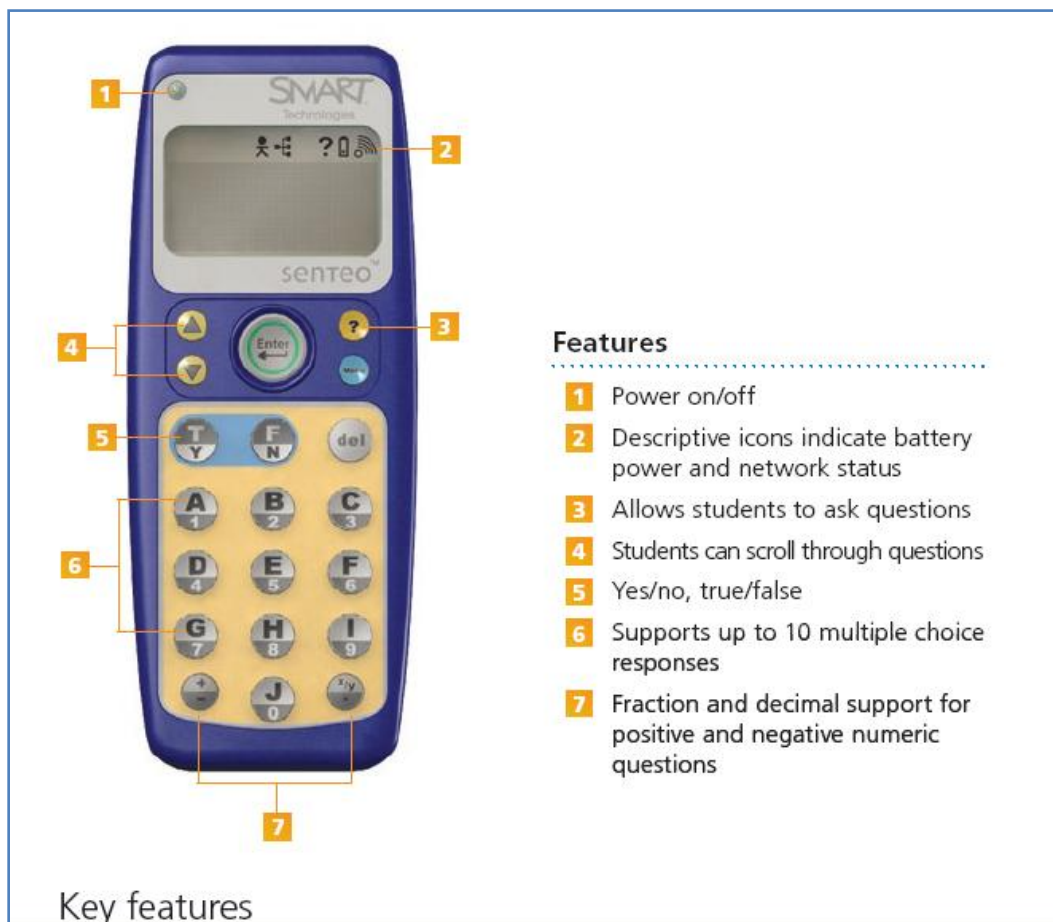 1
SMART
Technologies
? 2
senteo™
4 Enter ? 3
Menu
5 T F del
Y N
A B C
1 2 3
D E F
4 5 6
6
G H I
7 8 9
+ J x/y
- 0 .
7
Features
1 Power on/off
2 Descriptive icons indicate battery
power and network status
3 Allows students to ask questions
4 Students can scroll through questions
5 Yes/no, true/false
6 Supports up to 10 multiple choice
responses
7 Fraction and decimal support for
positive and negative numeric
questions
Key features